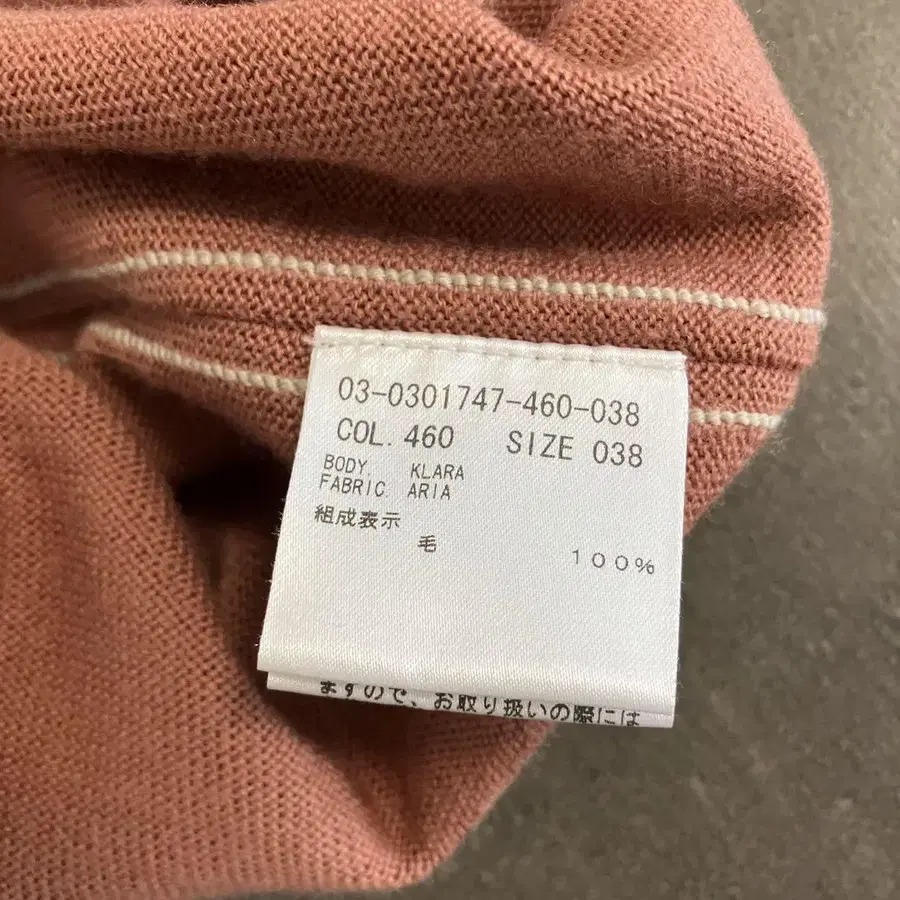 03-0301747-460-038
COL. 460 SIZE 038
BODY. KLARA
FABRIC ARIA
組成表示
毛 100%
ますので、お取り扱いの際には